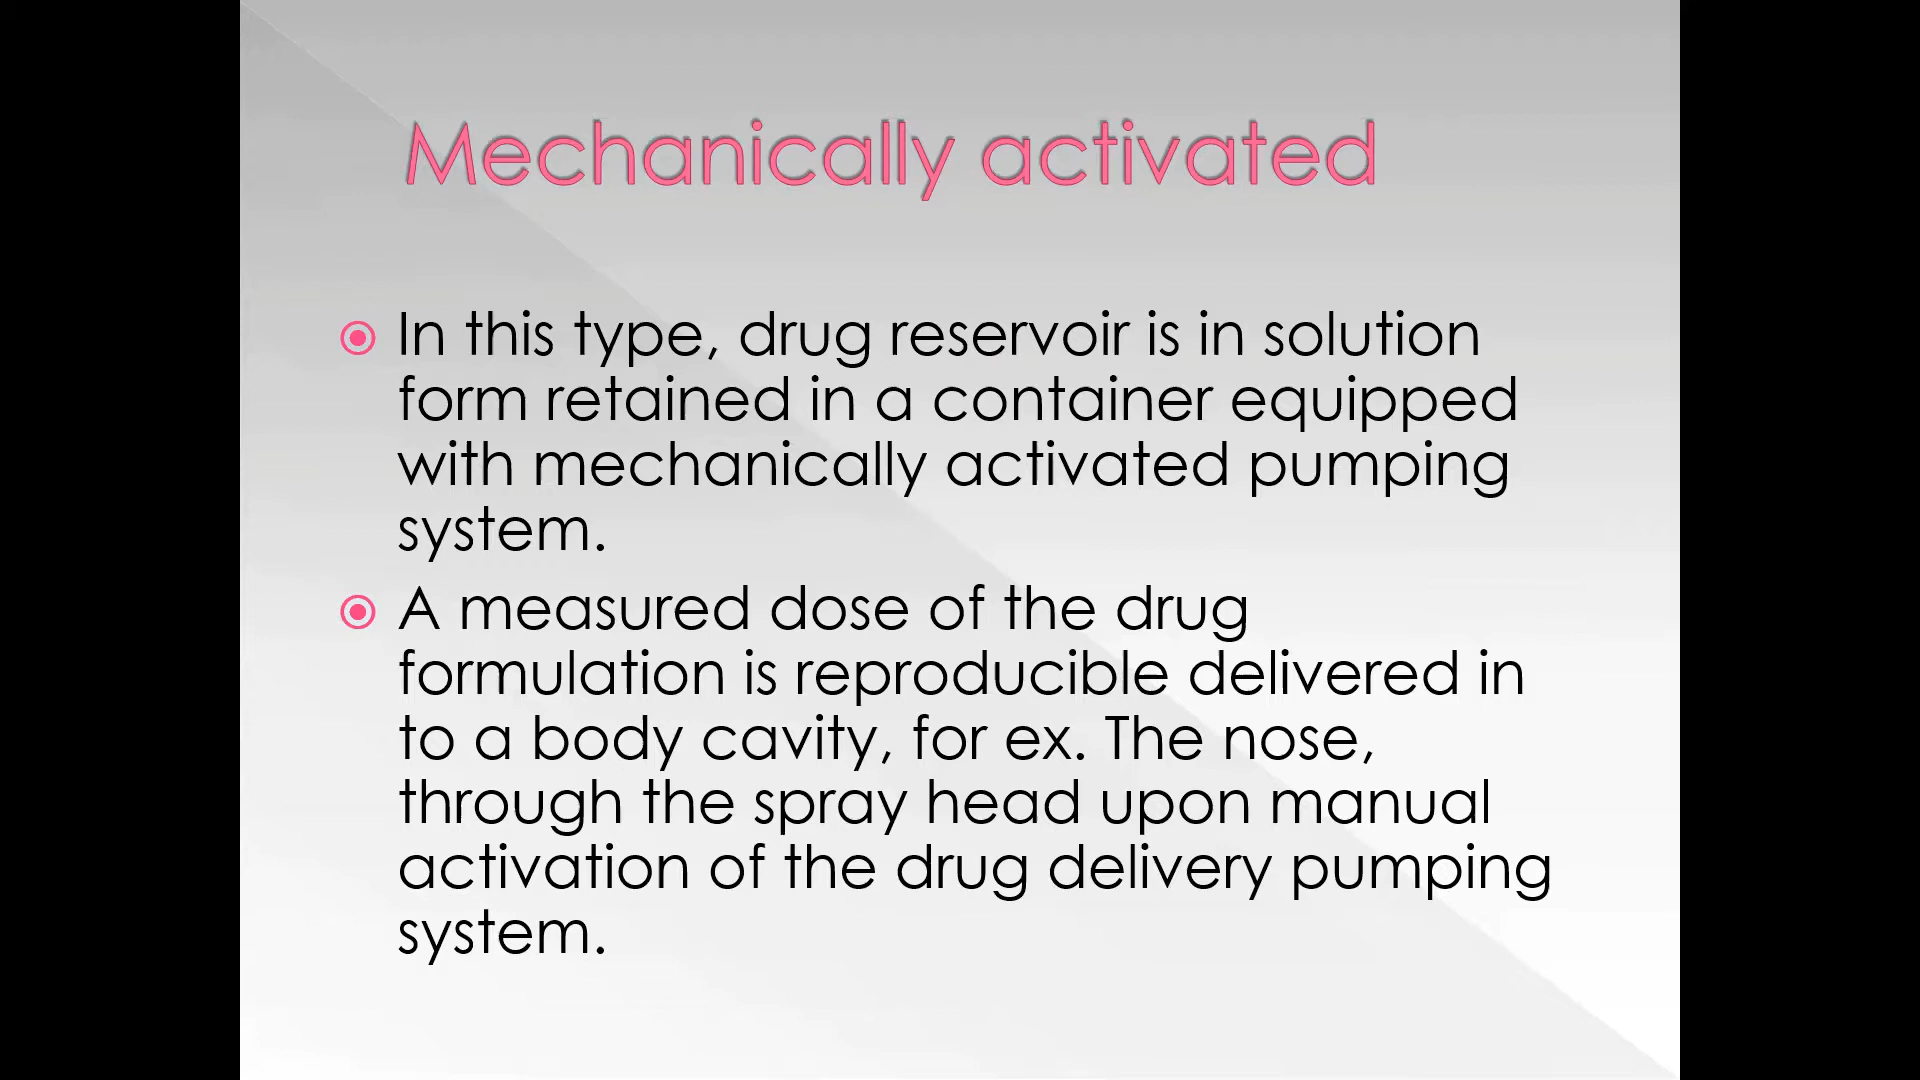 Mechanically activated
In this type, drug reservoir is in solution
form retained in a container equipped
with mechanically activated pumping
system.
A measured dose of the drug
formulation is reproducible delivered in
to a body cavity, for ex. The nose,
through the spray head upon manual
activation of the drug delivery pumping
system.